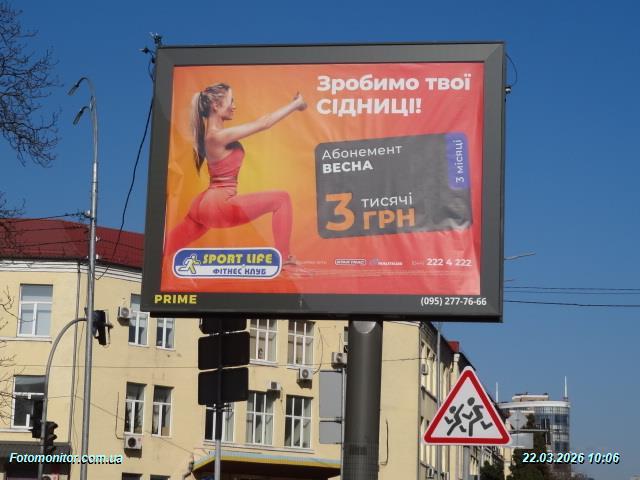 Зробимо твої
СІДНИЦІ!
Абонемент
ВЕСНА
3 місяці
3 тисячі
ГРН
SPORT LIFE
ФІТНЕС КЛУБ
222 4 222
PRIME
(095) 277-76-66
Fotomonitor.com.ua
22.03.2026 10:06